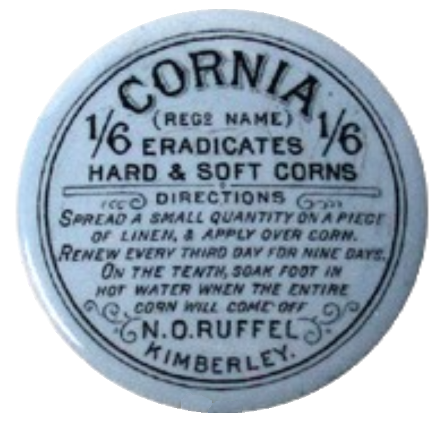 CORNIA
(REGD NAME)
1/6 ERADICATES 1/6
HARD & SOFT CORNS
DIRECTIONS
SPREAD A SMALL QUANTITY ON A PIECE
OF LINEN, & APPLY OVER CORN.
RENEW EVERY THIRD DAY FOR NINE DAYS.
ON THE TENTH, SOAK FOOT IN
HOT WATER WHEN THE ENTIRE
CORN WILL COME OFF
N.O.RUFFEL
KIMBERLEY.